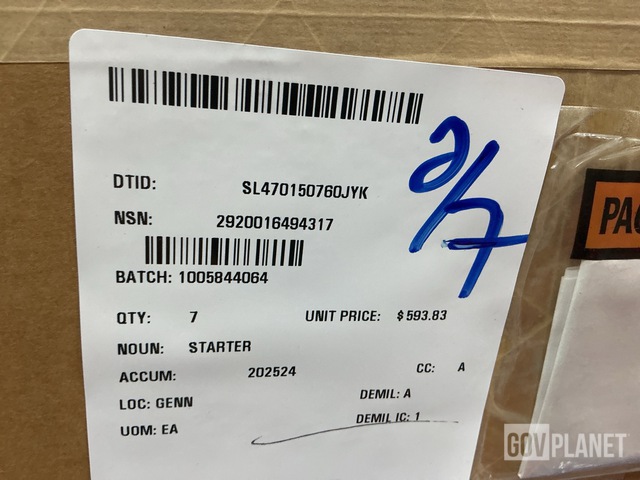 DTID: SL470150760JYK
NSN: 2920016494317
BATCH: 1005844064
QTY: 7 UNIT PRICE: $593.83
NOUN: STARTER
ACCUM: 202524 CC: A
LOC: GENN DEMIL: A
UOM: EA DEMIL IC: 1
2/7
PAC
GOVPLANET